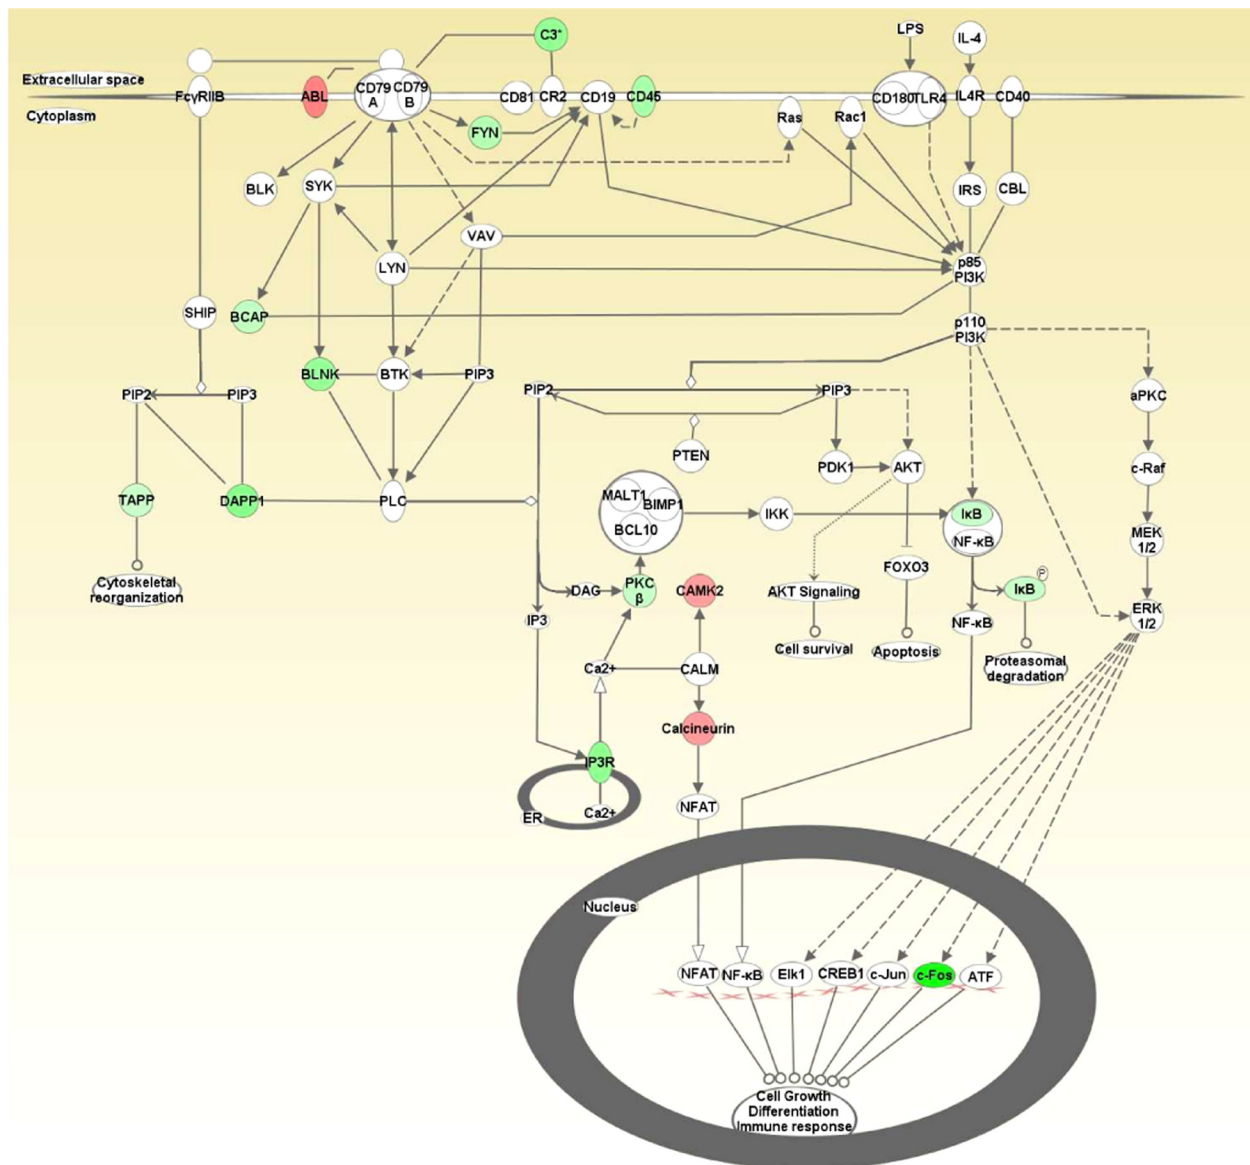 C3*
LPS
IL-4
Extracellular space
FcγRIIB
ABL
CD79
A
CD79
B
CD81
CR2
CD19
CD45
CD180
TLR4
IL4R
CD40
Cytoplasm
FYN
Ras
Rac1
BLK
SYK
IRS
CBL
VAV
LYN
p85
PI3K
SHIP
BCAP
p110
PI3K
BLNK
BTK
PIP3
PIP2
PIP3
PIP2
PIP3
aPKC
PTEN
PDK1
AKT
c-Raf
TAPP
DAPP1
PLC
MALT1
BIMP1
BCL10
IKK
IκB
NF-κB
MEK
1/2
Cytoskeletal
reorganization
DAG
PKC
β
CAMK2
AKT Signaling
FOXO3
P
IκB
IP3
NF-κB
ERK
1/2
Cell survival
Apoptosis
Proteasomal
degradation
Ca2+
CALM
Calcineurin
IP3R
NFAT
ER
Ca2+
Nucleus
NFAT
NF-κB
Elk1
CREB1
c-Jun
c-Fos
ATF
Cell Growth
Differentiation
Immune response